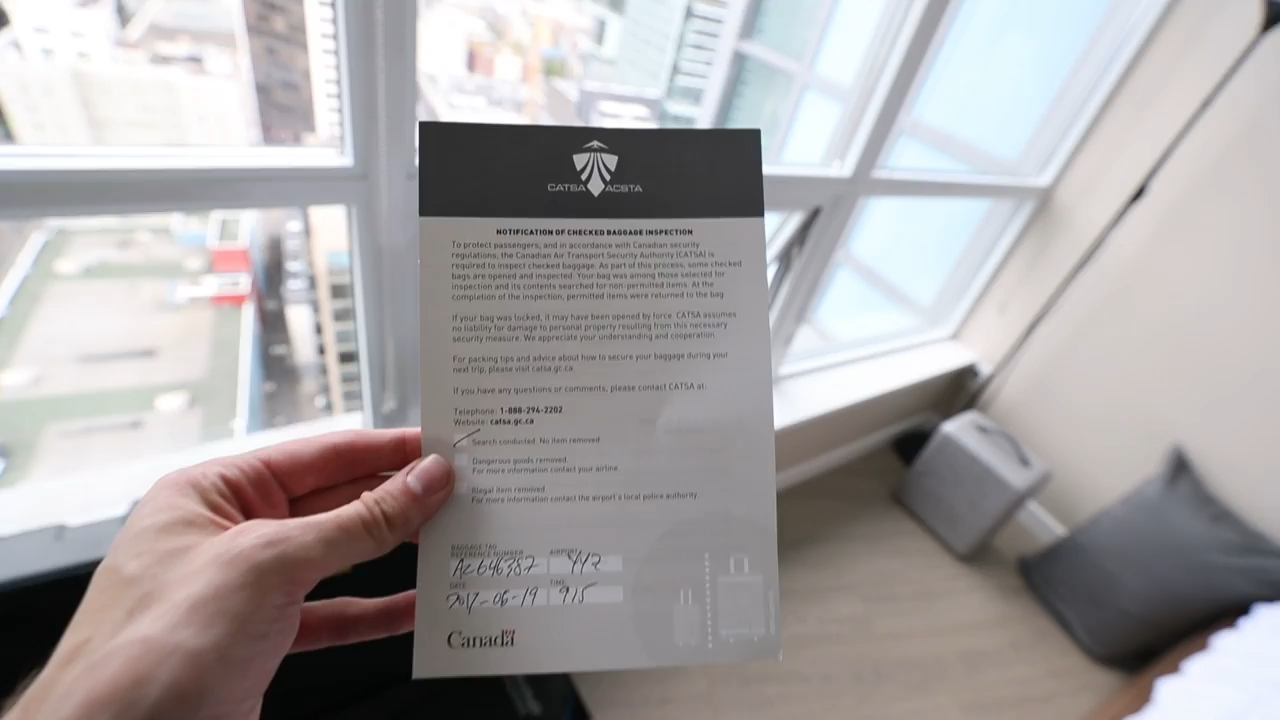 CATSA ACSTA
NOTIFICATION OF CHECKED BAGGAGE INSPECTION
To protect passengers, and in accordance with Canadian security
regulations, the Canadian Air Transport Security Authority (CATSA) is
required to inspect checked baggage. As part of this process, some checked
bags are opened and inspected. Your bag was among those selected for
inspection and its contents searched for non-permitted items. At the
completion of the inspection, permitted items were returned to the bag
If your bag was locked, it may have been opened by force. CATSA assumes
no liability for damage to personal property resulting from this necessary
security measure. We appreciate your understanding and cooperation.
For packing tips and advice about how to secure your baggage during your
next trip, please visit catsa.gc.ca.
If you have any questions or comments, please contact CATSA at:
Telephone: 1-888-294-2202
Website: catsa.gc.ca
Search conducted. No item removed.
Dangerous goods removed.
For more information contact your airline.
Illegal item removed.
For more information contact the airport's local police authority.
BAGGAGE TAG
REFERENCE NUMBER AIRPORT
AC646382 YYZ
DATE TIME
2017-06-19 915
Canada